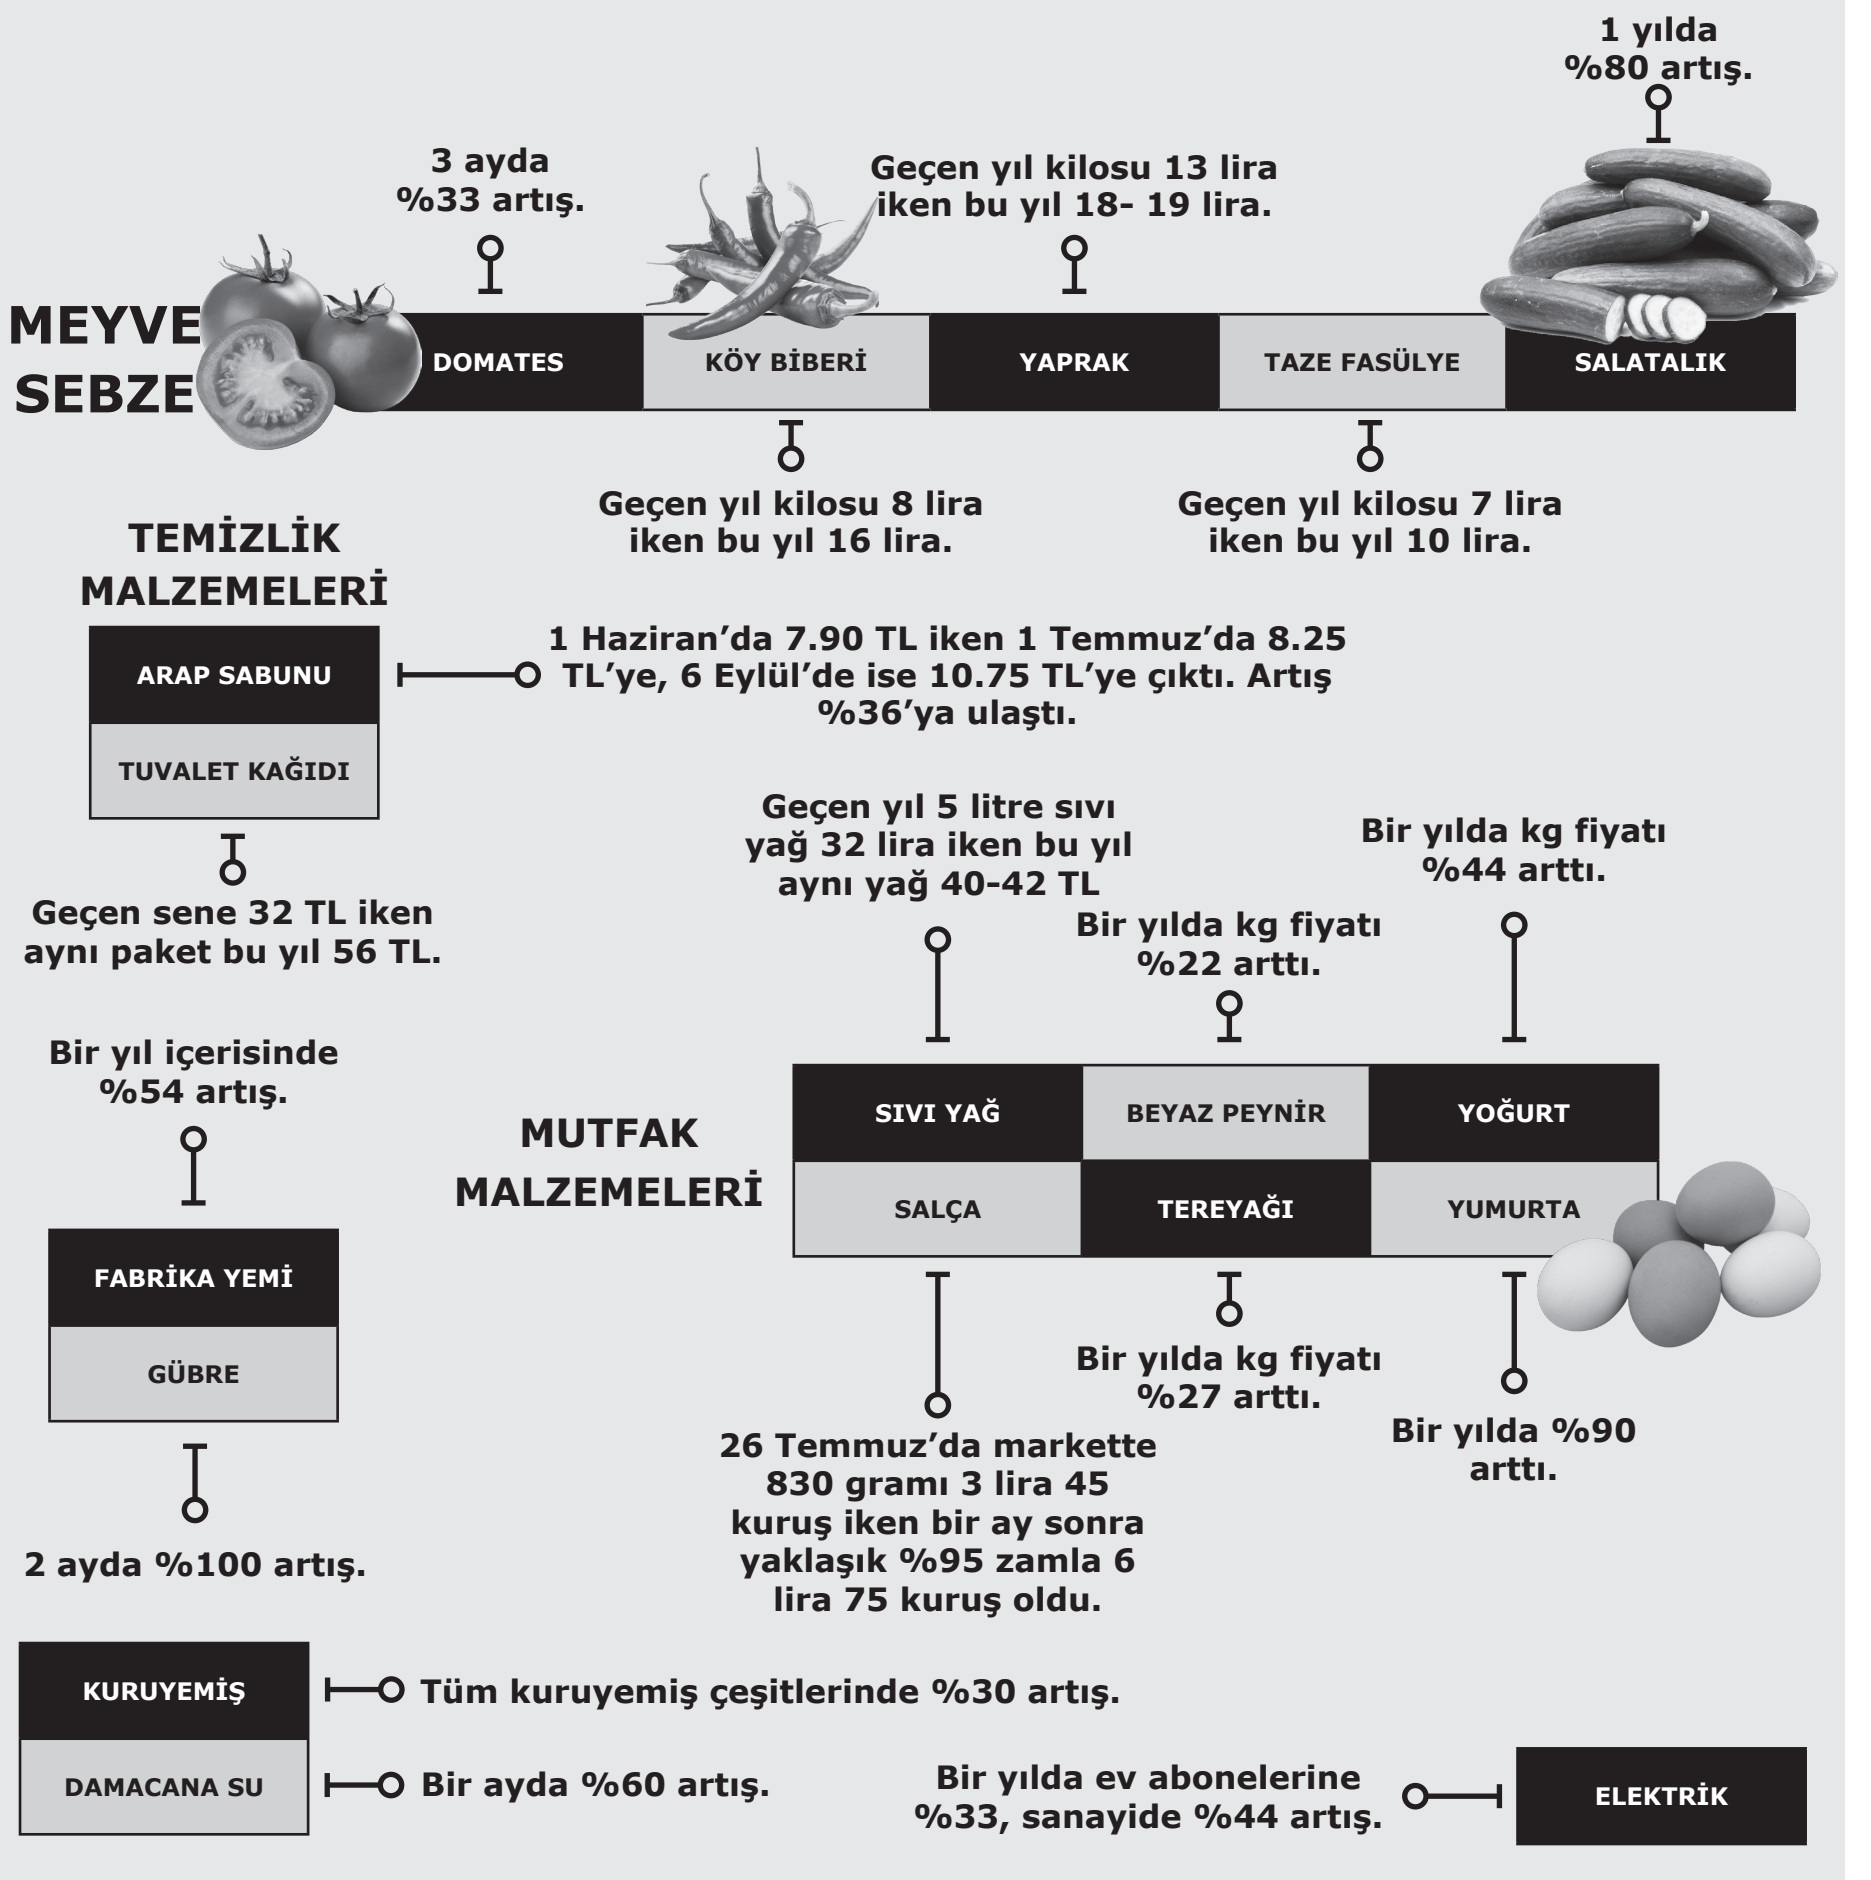 1 yılda
%80 artış.
3 ayda
%33 artış.
Geçen yıl kilosu 13 lira
iken bu yıl 18- 19 lira.
MEYVE
SEBZE
DOMATES
KÖY BİBERİ
YAPRAK
TAZE FASÜLYE
SALATALIK
Geçen yıl kilosu 8 lira
iken bu yıl 16 lira.
Geçen yıl kilosu 7 lira
iken bu yıl 10 lira.
TEMİZLİK
MALZEMELERİ
ARAP SABUNU
1 Haziran’da 7.90 TL iken 1 Temmuz’da 8.25
TL’ye, 6 Eylül’de ise 10.75 TL’ye çıktı. Artış
%36’ya ulaştı.
TUVALET KAĞIDI
Geçen sene 32 TL iken
aynı paket bu yıl 56 TL.
Geçen yıl 5 litre sıvı
yağ 32 lira iken bu yıl
aynı yağ 40-42 TL
Bir yılda kg fiyatı
%22 arttı.
Bir yılda kg fiyatı
%44 arttı.
Bir yıl içerisinde
%54 artış.
FABRİKA YEMİ
GÜBRE
2 ayda %100 artış.
MUTFAK
MALZEMELERİ
SIVI YAĞ
BEYAZ PEYNİR
YOĞURT
SALÇA
TEREYAĞI
YUMURTA
26 Temmuz’da markette
830 gramı 3 lira 45
kuruş iken bir ay sonra
yaklaşık %95 zamla 6
lira 75 kuruş oldu.
Bir yılda kg fiyatı
%27 arttı.
Bir yılda %90
arttı.
KURUYEMİŞ
Tüm kuruyemiş çeşitlerinde %30 artış.
DAMACANA SU
Bir ayda %60 artış.
Bir yılda ev abonelerine
%33, sanayide %44 artış.
ELEKTRİK